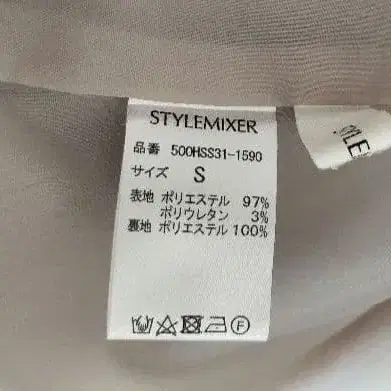 STYLEMIXER
品番 500HSS31-1590
サイズ S
表地 ポリエステル 97%
ポリウレタン 3%
裏地 ポリエステル 100%
F